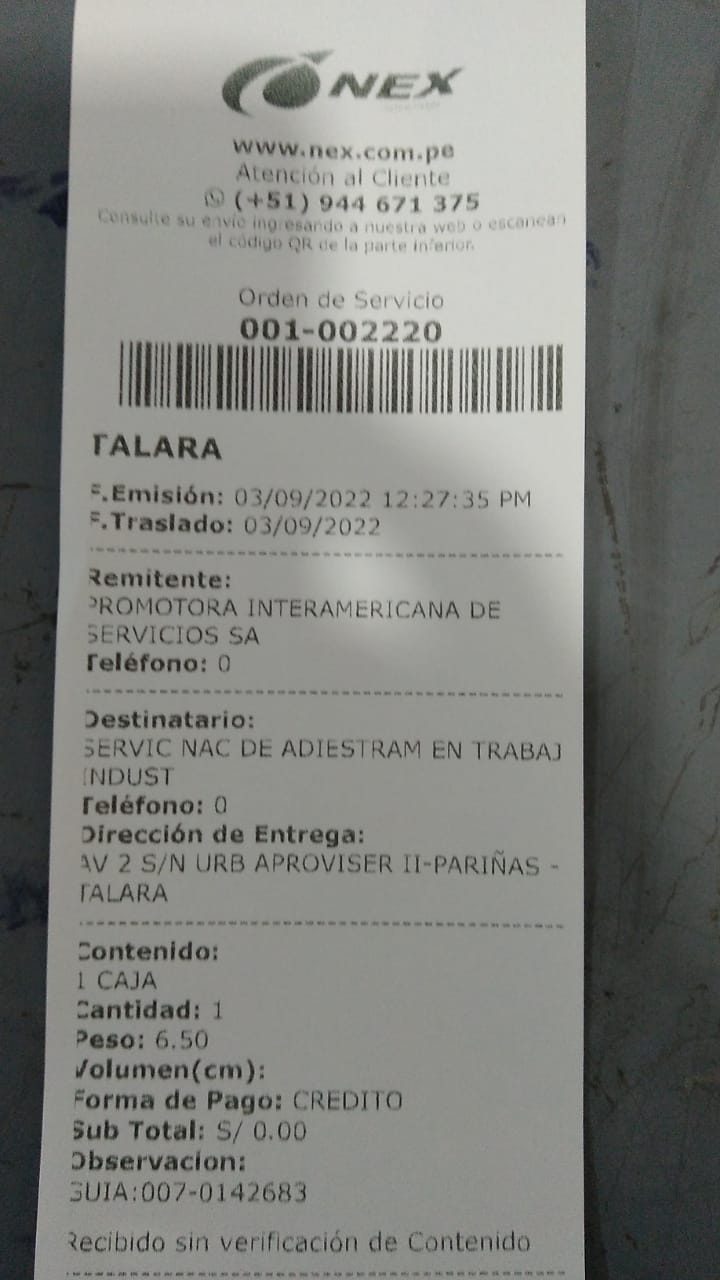 NEX
www.nex.com.pe
Atención al Cliente
(+51) 944 671 375
Consulte su envío ingresando a nuestra web o escanean
el código QR de la parte inferior.
Orden de Servicio
001-002220
TALARA
F.Emisión: 03/09/2022 12:27:35 PM
F.Traslado: 03/09/2022
Remitente:
PROMOTORA INTERAMERICANA DE
SERVICIOS SA
Teléfono: 0
Destinatario:
SERVIC NAC DE ADIESTRAM EN TRABAJ
INDUST
Teléfono: 0
Dirección de Entrega:
AV 2 S/N URB APROVISER II-PARIÑAS -
TALARA
Contenido:
1 CAJA
Cantidad: 1
Peso: 6.50
Volumen(cm):
Forma de Pago: CREDITO
Sub Total: S/ 0.00
Observacion:
GUIA:007-0142683
Recibido sin verificación de Contenido